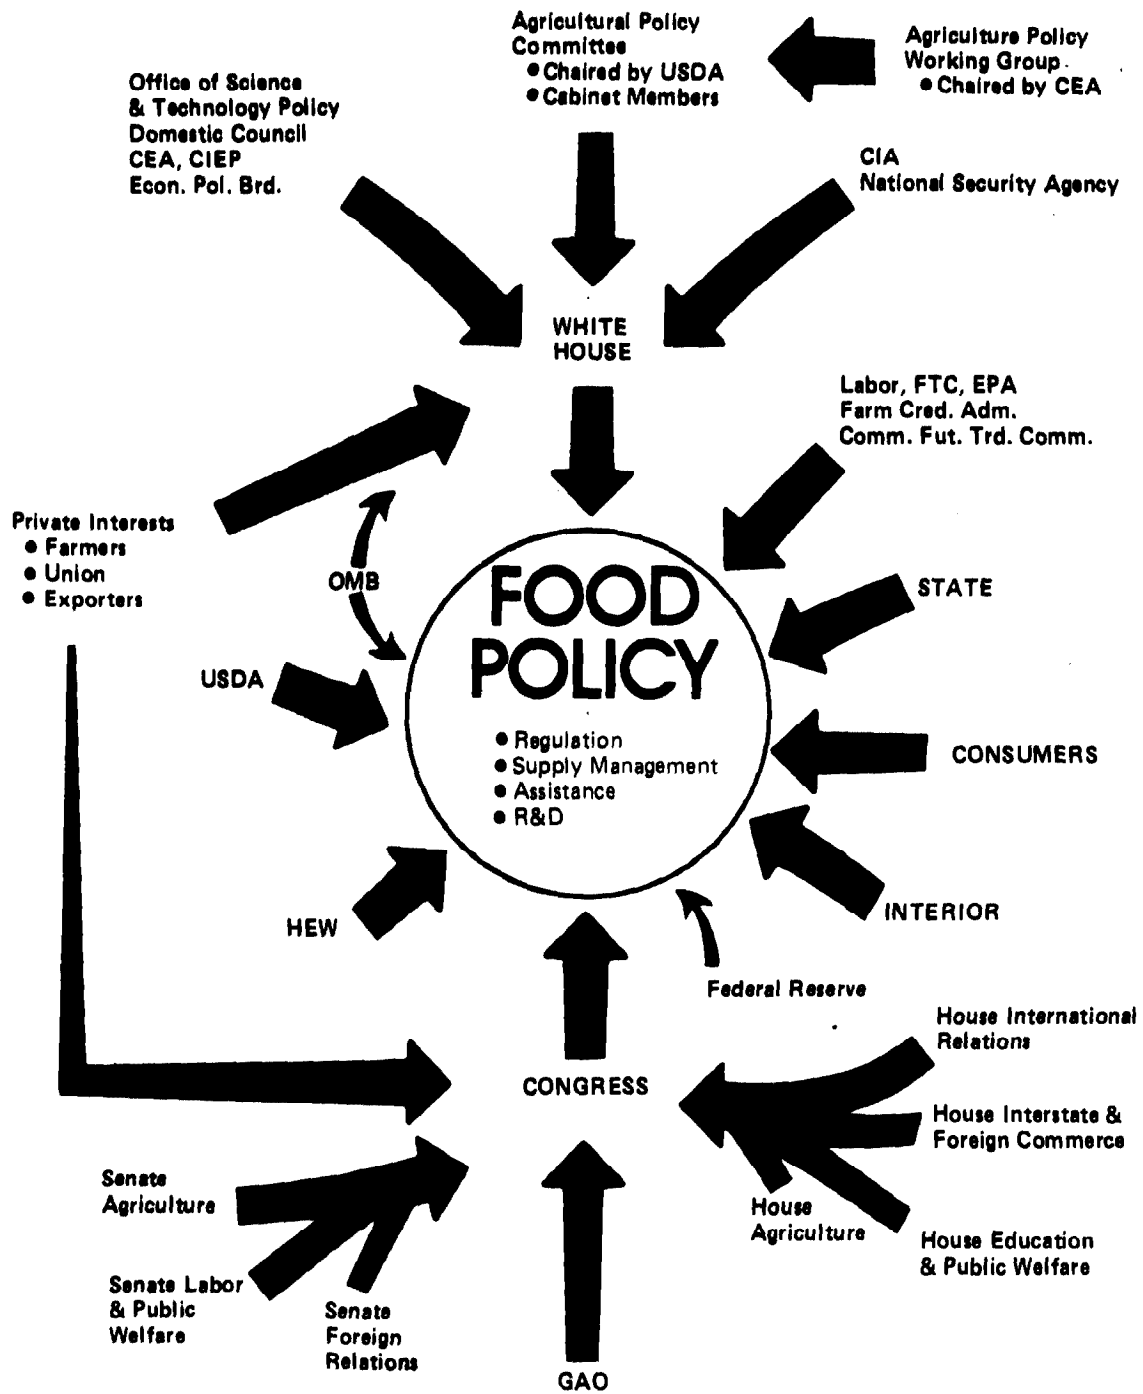 Agricultural Policy
Committee
● Chaired by USDA
● Cabinet Members
Agriculture Policy
Working Group
● Chaired by CEA
Office of Science
& Technology Policy
Domestic Council
CEA, CIEP
Econ. Pol. Brd.
CIA
National Security Agency
WHITE
HOUSE
Labor, FTC, EPA
Farm Cred. Adm.
Comm. Fut. Trd. Comm.
Private Interests
● Farmers
● Union
● Exporters
OMB
FOOD
POLICY
● Regulation
● Supply Management
● Assistance
● R&D
STATE
USDA
CONSUMERS
HEW
INTERIOR
Federal Reserve
House International
Relations
CONGRESS
House Interstate &
Foreign Commerce
Senate
Agriculture
House
Agriculture
House Education
& Public Welfare
Senate Labor
& Public
Welfare
Senate
Foreign
Relations
GAO